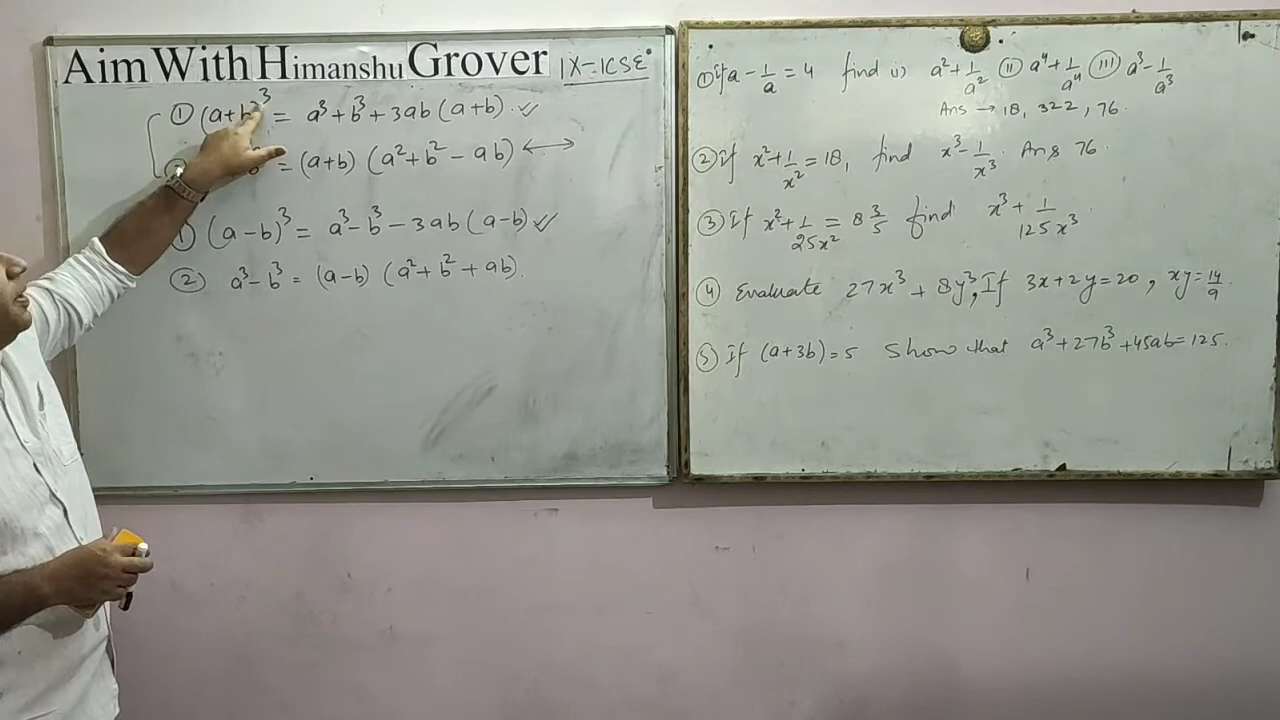 Aim With Himanshu Grover IX-ICSE
① (a+b)³ = a³+b³+3ab(a+b). ✓
= (a+b) (a²+b²-ab) ⟷
① (a-b)³ = a³-b³-3ab(a-b) ✓
② a³-b³ = (a-b) (a²+b²+ab).
① If a - 1/a = 4 find i) a²+1/a² (ii) a⁴+1/a⁴ (iii) a³-1/a³
Ans → 18, 322, 76.
② If x²+1/x² = 18, find x³-1/x³. Ans 76.
③ If x²+1/25x² = 8 3/5 find x³+1/125x³.
④ Evaluate 27x³+8y³, If 3x+2y=20, xy=14/9.
⑤ If (a+3b)=5 Show that a³+27b³+45ab=125.